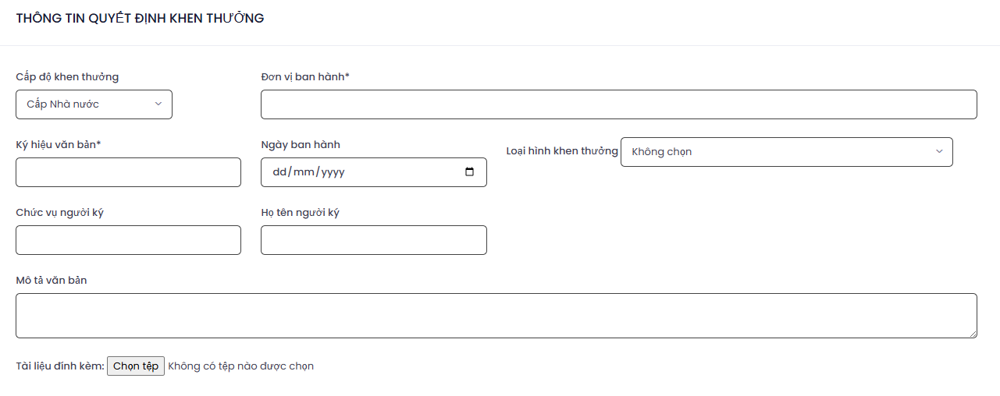 THÔNG TIN QUYẾT ĐỊNH KHEN THƯỞNG
Cấp độ khen thưởng
Đơn vị ban hành*
Cấp Nhà nước
Ký hiệu văn bản*
Ngày ban hành
Loại hình khen thưởng
Không chọn
dd/mm/yyyy
Chức vụ người ký
Họ tên người ký
Mô tả văn bản
Tài liệu đính kèm: Chọn tệp Không có tệp nào được chọn